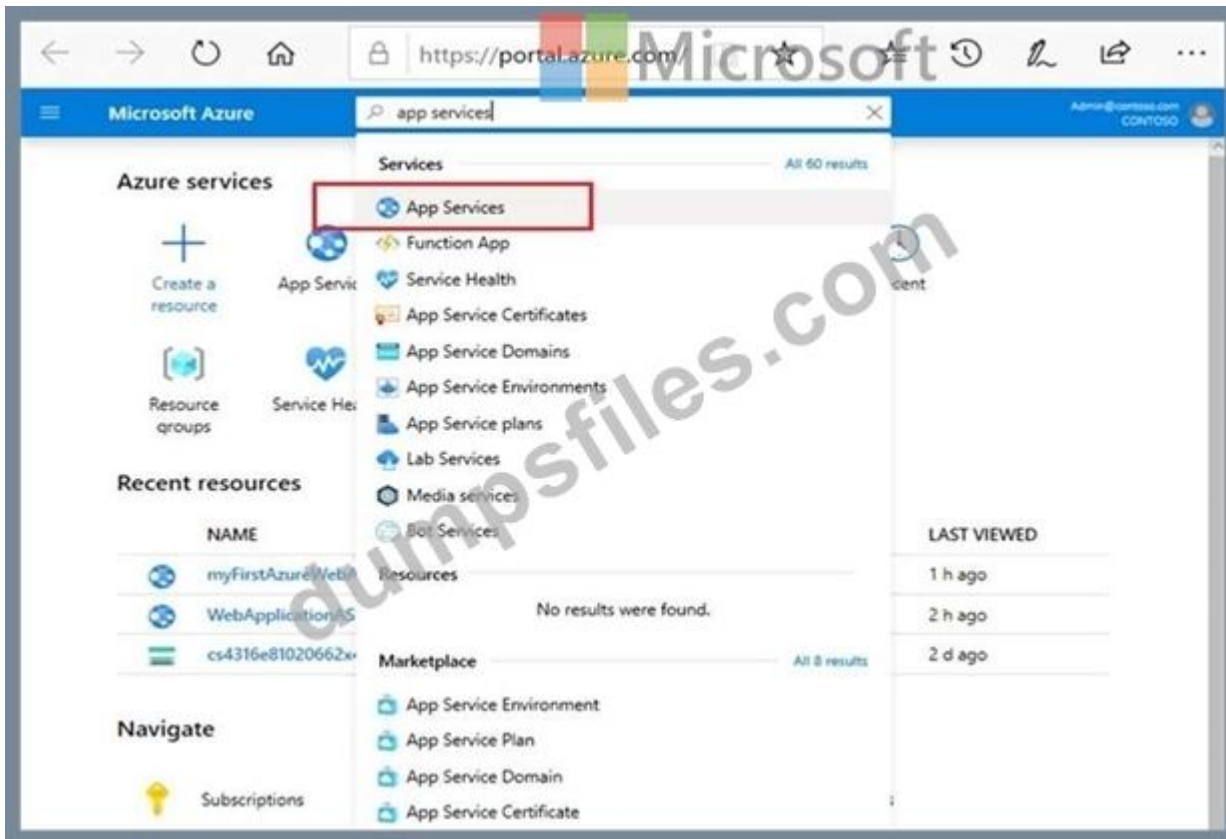 https://portal.azure.com/
Microsoft
Microsoft Azure
app services
Admin@contoso.com
CONTOSO
Services
All 60 results
Azure services
App Services
Function App
Create a resource
App Servic
Service Health
cent
App Service Certificates
App Service Domains
App Service Environments
Resource groups
Service Hea
App Service plans
Lab Services
Media services
Bot Services
Recent resources
NAME
LAST VIEWED
myFirstAzureWebA
Resources
1 h ago
WebApplicationAS
No results were found.
2 h ago
cs4316e81020662x
Marketplace
All 8 results
2 d ago
App Service Environment
Navigate
App Service Plan
App Service Domain
Subscriptions
App Service Certificate
dumpsfiles.com